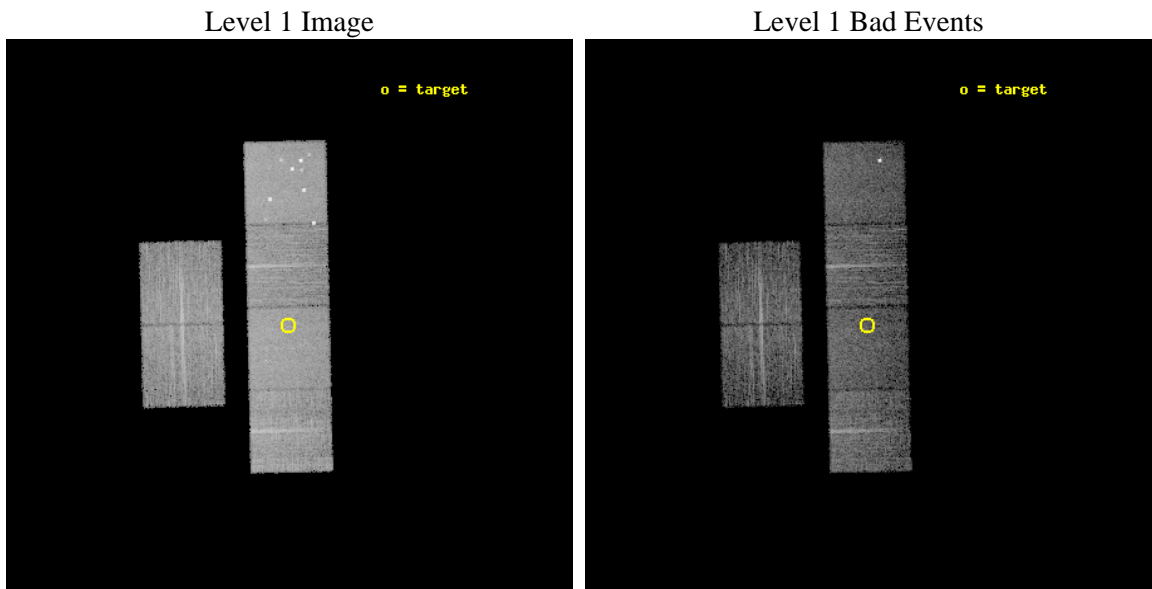 Level 1 Image
Level 1 Bad Events
o = target
o = target